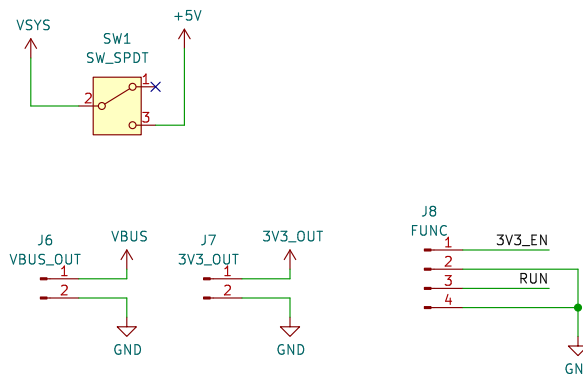 +5V
VSYS
SW1
SW_SPDT
1
2
3
J8
FUNC
J6
VBUS_OUT
VBUS
J7
3V3_OUT
3V3_OUT
1
3V3_EN
2
3
RUN
4
1
2
1
2
GND
GND
GN